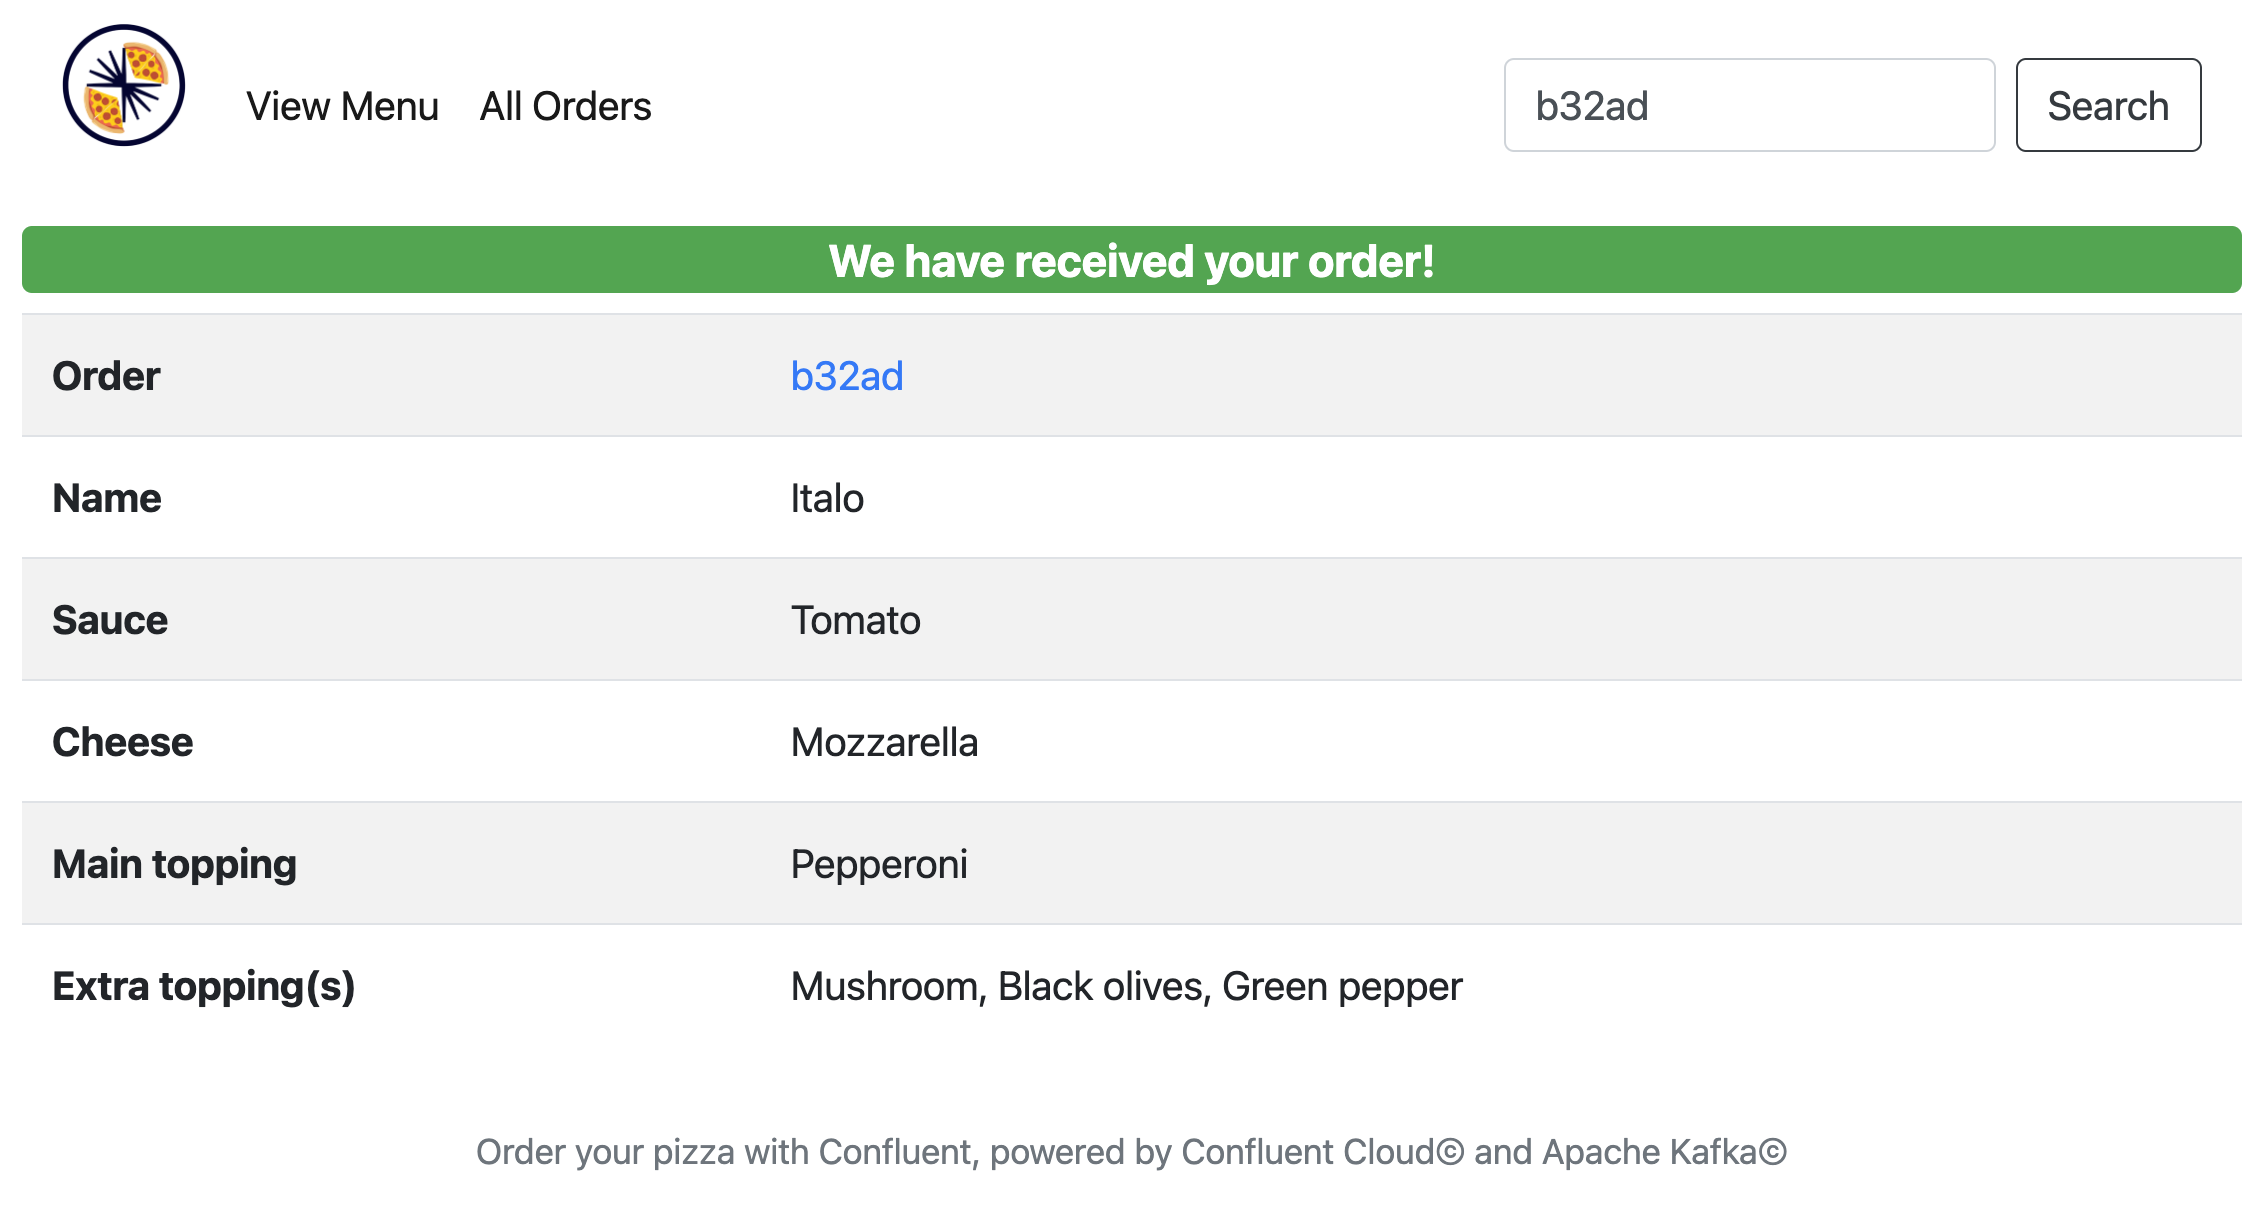 View Menu All Orders b32ad Search
We have received your order!
Order b32ad
Name Italo
Sauce Tomato
Cheese Mozzarella
Main topping Pepperoni
Extra topping(s) Mushroom, Black olives, Green pepper
Order your pizza with Confluent, powered by Confluent Cloud© and Apache Kafka©